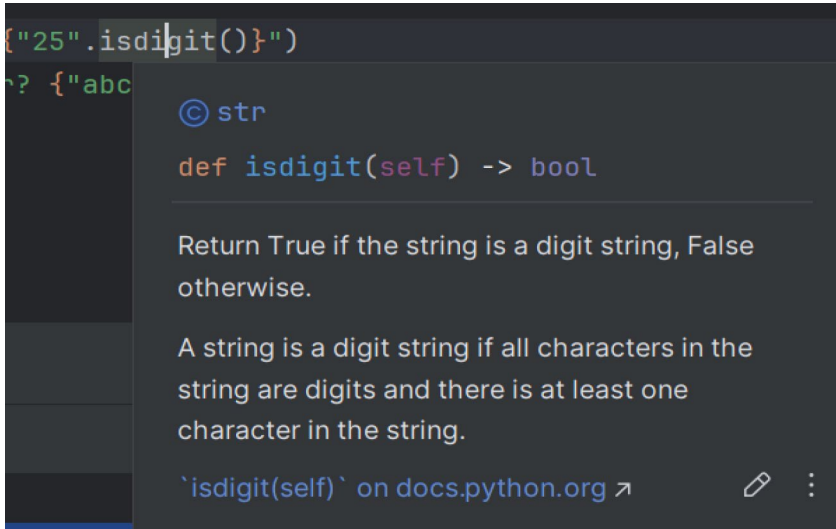 {"25".isdigit()}")
r? {"abc
© str
def isdigit(self) -> bool
Return True if the string is a digit string, False
otherwise.
A string is a digit string if all characters in the
string are digits and there is at least one
character in the string.
`isdigit(self)` on docs.python.org ↗